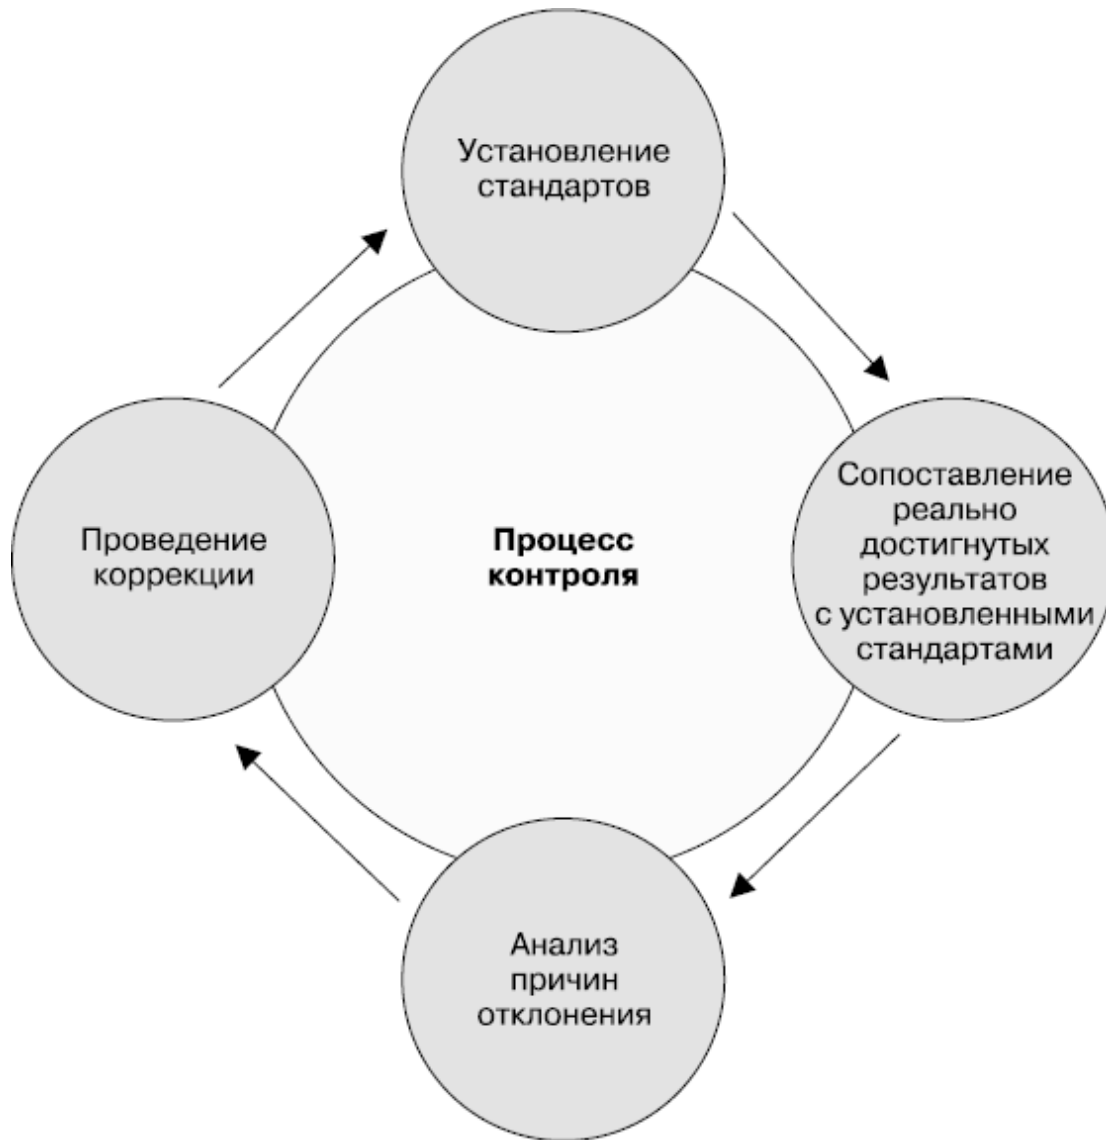 Установление
стандартов
Сопоставление
реально
достигнутых
результатов
с установленными
стандартами
Проведение
коррекции
Процесс
контроля
Анализ
причин
отклонения